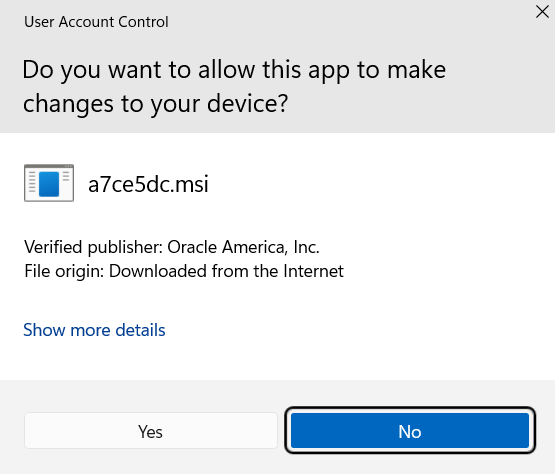 User Account Control
Do you want to allow this app to make
changes to your device?
a7ce5dc.msi
Verified publisher: Oracle America, Inc.
File origin: Downloaded from the Internet
Show more details
Yes
No